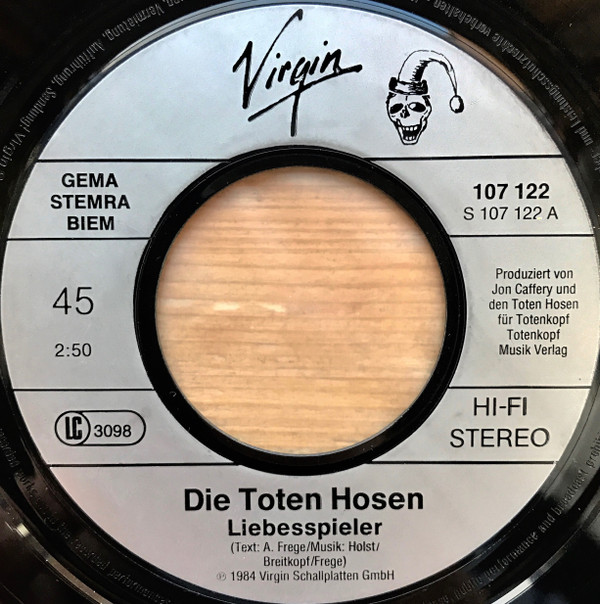 Virgin
GEMA
STEMRA
BIEM
107 122
S 107 122 A
45
2:50
Produziert von
Jon Caffery und
den Toten Hosen
für Totenkopf
Totenkopf
Musik Verlag
LC 3098
HI-FI
STEREO
Die Toten Hosen
Liebesspieler
(Text: A. Frege/Musik: Holst/
Breitkopf/Frege)
℗ 1984 Virgin Schallplatten GmbH